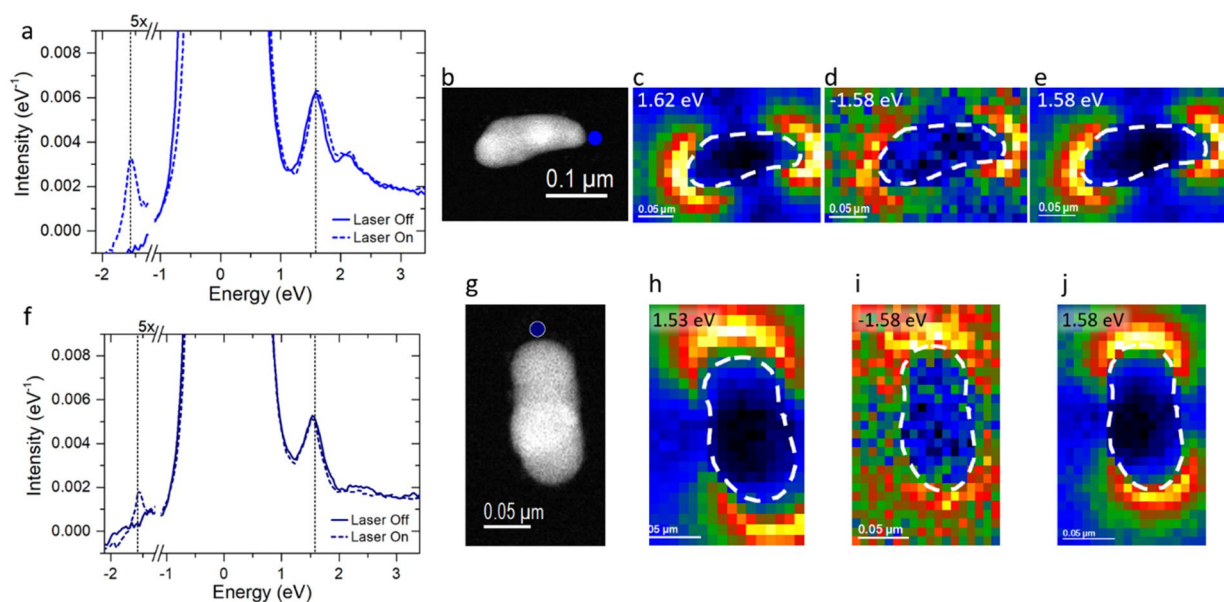 a
5x
Intensity (eV⁻¹)
0.008
0.006
0.004
0.002
0.000
Laser Off
Laser On
-2
-1
0
1
2
3
Energy (eV)
b
0.1 µm
c
1.62 eV
0.05 µm
d
-1.58 eV
0.05 µm
e
1.58 eV
0.05 µm
f
5x
Intensity (eV⁻¹)
0.008
0.006
0.004
0.002
0.000
Laser Off
Laser On
-2
-1
0
1
2
3
Energy (eV)
g
0.05 µm
h
1.53 eV
0.05 µm
i
-1.58 eV
0.05 µm
j
1.58 eV
0.05 µm